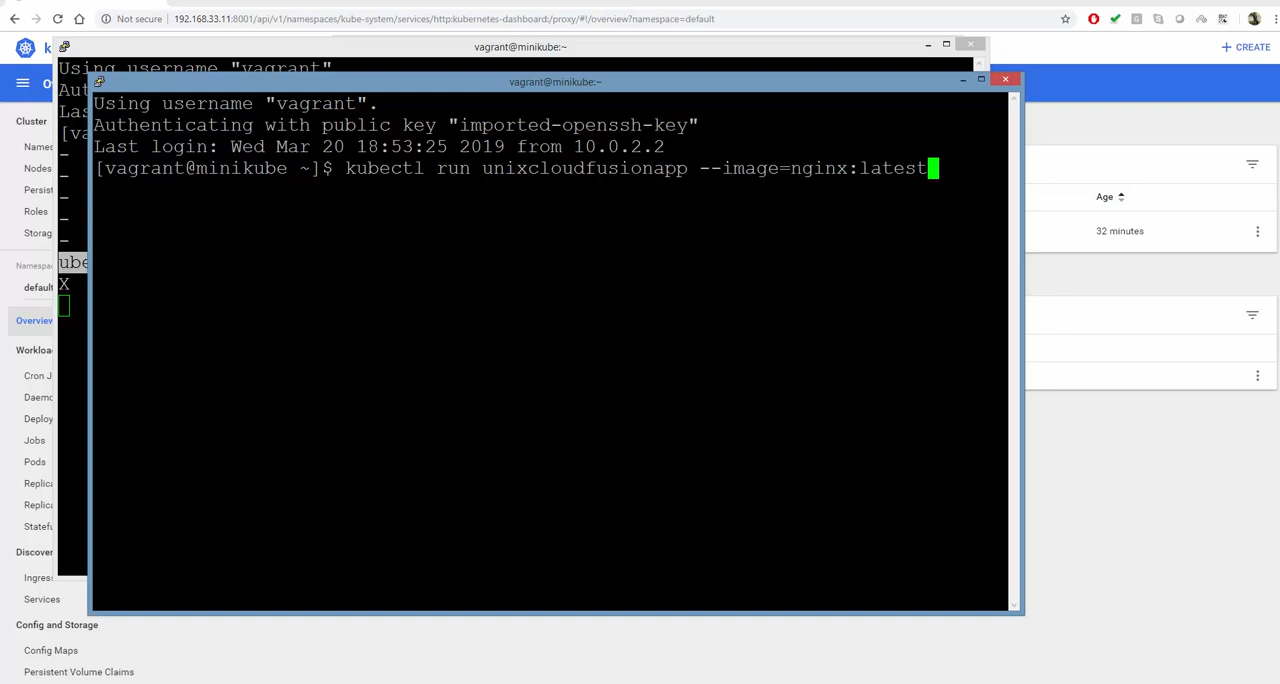 Not secure 192.168.33.11:8001/api/v1/namespaces/kube-system/services/http:kubernetes-dashboard:/proxy/#!/overview?namespace=default
k
vagrant@minikube:~
CREATE
Using username "vagrant"
vagrant@minikube:~
Using username "vagrant".
Authenticating with public key "imported-openssh-key"
Last login: Wed Mar 20 18:53:25 2019 from 10.0.2.2
[vagrant@minikube ~]$ kubectl run unixcloudfusionapp --image=nginx:latest
Aut
Las
[va
~
~
~
~
~
ube
X
Cluster
Names
Nodes
Persist
Roles
Storag
Namespa
default
Overview
Workloa
Cron J
Daemo
Deploy
Jobs
Pods
Replica
Replica
Statefu
Discover
Ingress
Services
Config and Storage
Config Maps
Persistent Volume Claims
Age
32 minutes